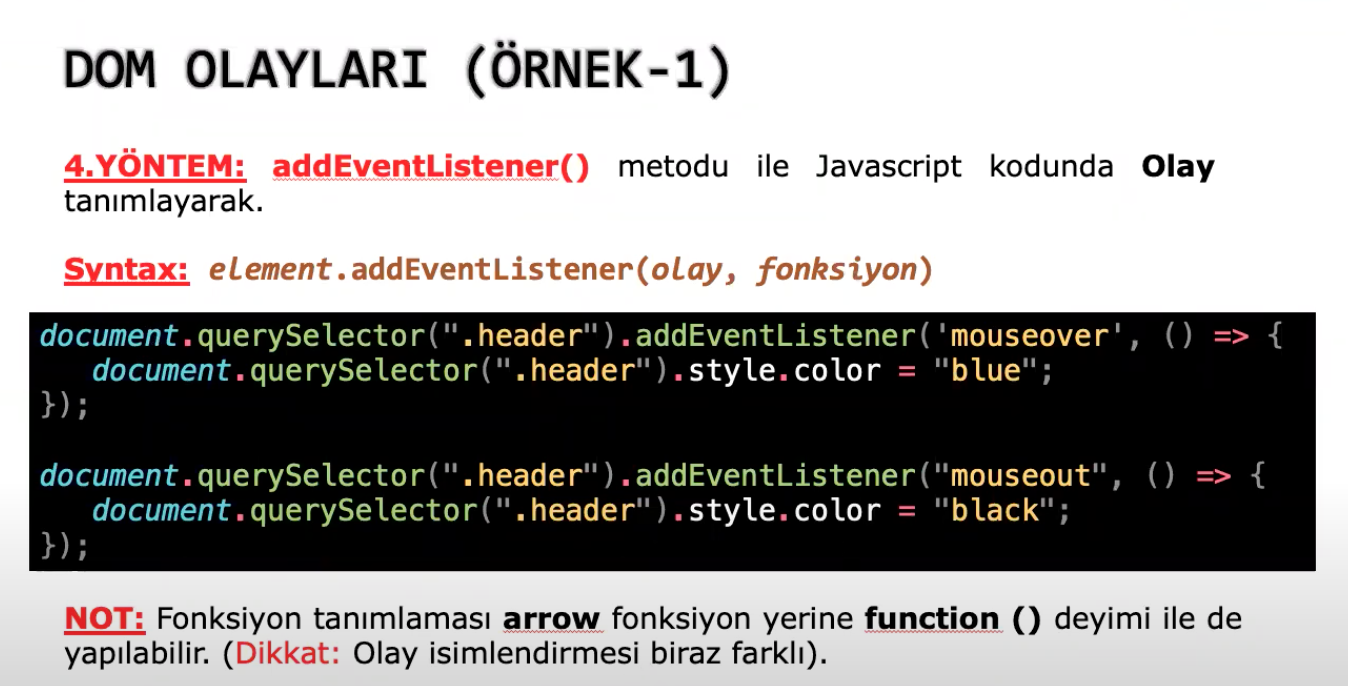 DOM OLAYLARI (ÖRNEK-1)
4.YÖNTEM: addEventListener() metodu ile Javascript kodunda Olay
tanımlayarak.
Syntax: element.addEventListener(olay, fonksiyon)
document.querySelector(".header").addEventListener('mouseover', () => {
   document.querySelector(".header").style.color = "blue";
});
document.querySelector(".header").addEventListener("mouseout", () => {
   document.querySelector(".header").style.color = "black";
});
NOT: Fonksiyon tanımlaması arrow fonksiyon yerine function () deyimi ile de
yapılabilir. (Dikkat: Olay isimlendirmesi biraz farklı).